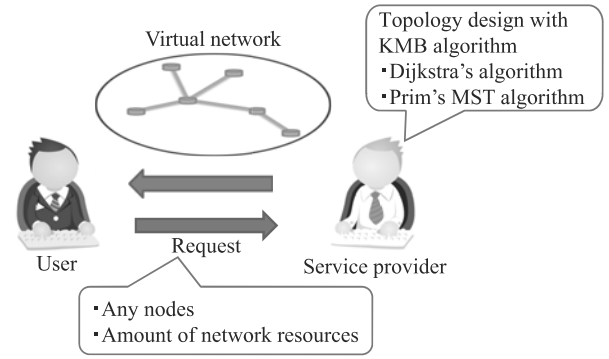 Virtual network
Topology design with
KMB algorithm
・Dijkstra's algorithm
・Prim's MST algorithm
User
Request
Service provider
・Any nodes
・Amount of network resources